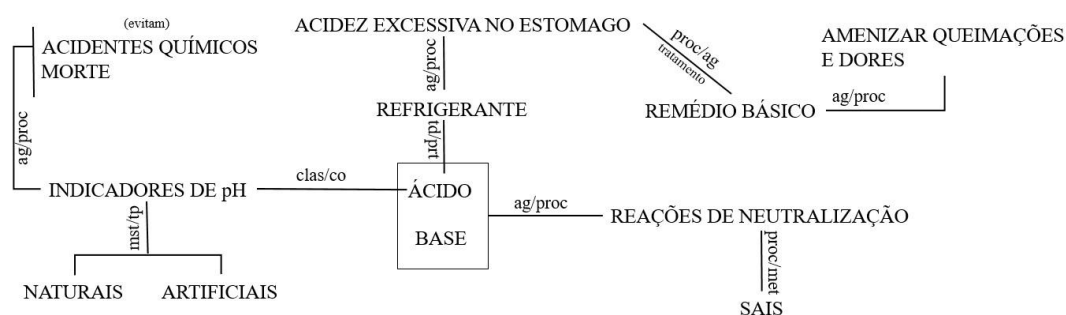 (evitam)
ACIDENTES QUÍMICOS
MORTE
ag/proc
ACIDEZ EXCESSIVA NO ESTOMAGO
ag/proc
REFRIGERANTE
td/prt
proc/ag
tratamento
REMÉDIO BÁSICO
ag/proc
AMENIZAR QUEIMAÇÕES
E DORES
INDICADORES DE pH
clas/co
ÁCIDO
BASE
ag/proc
REAÇÕES DE NEUTRALIZAÇÃO
mst/tp
NATURAIS
ARTIFICIAIS
proc/met
SAIS